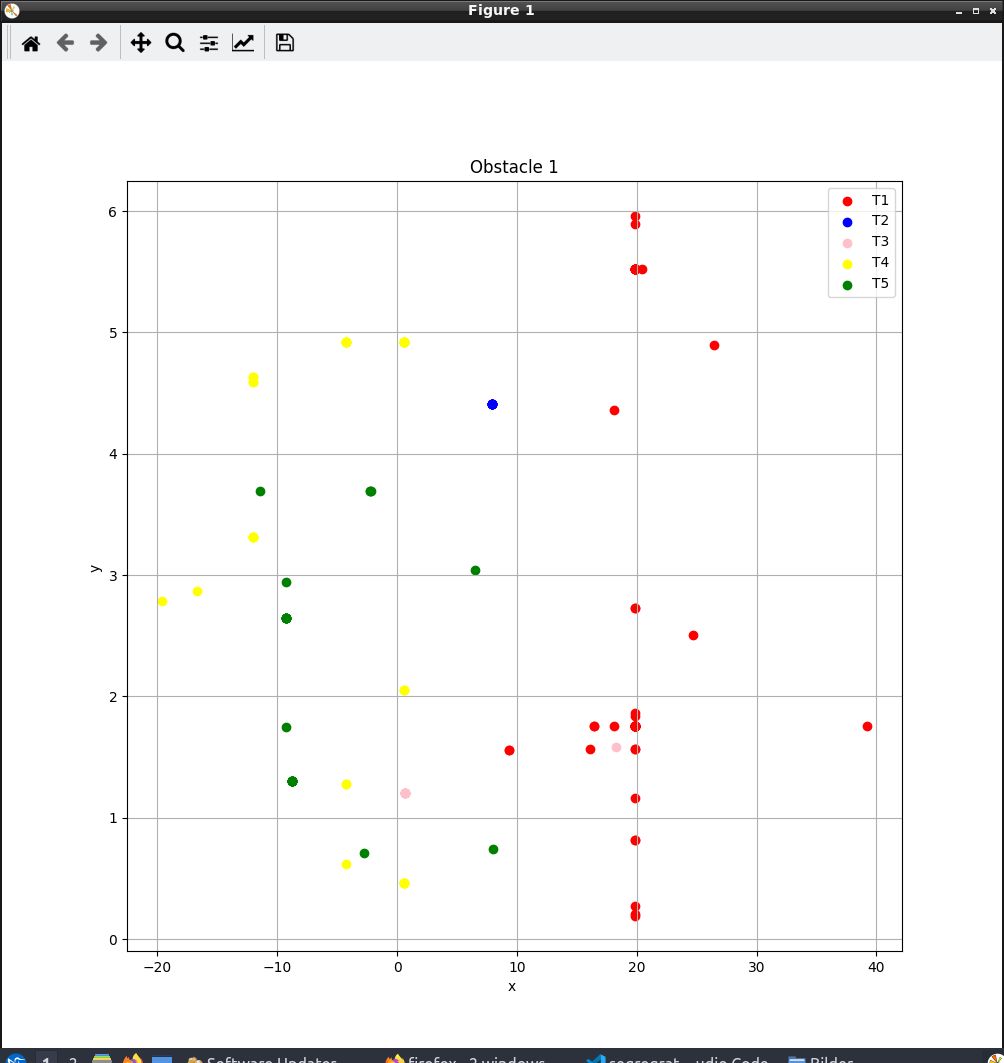 Figure 1
Obstacle 1
T1
T2
T3
T4
T5
6
5
4
3
2
1
0
y
−20 −10 0 10 20 30 40
x
1 2 Software Updates firefox - 2 windows udio Code Bilder